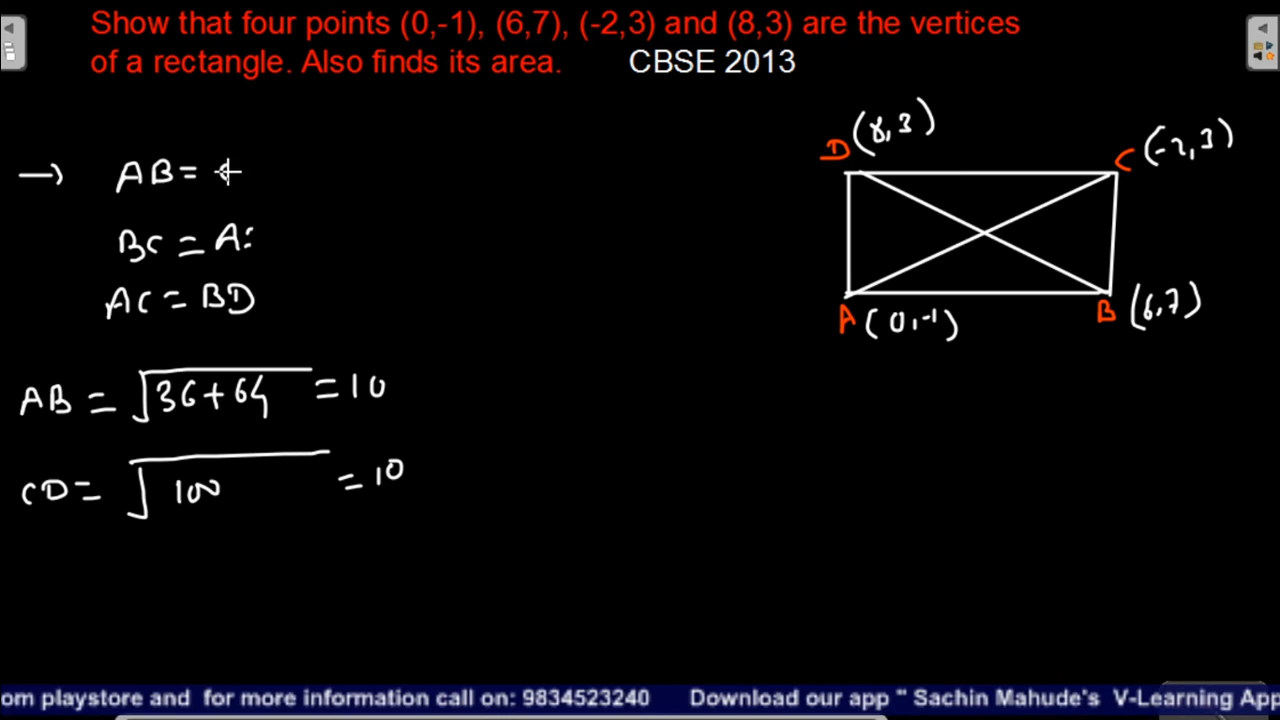 Show that four points (0,-1), (6,7), (-2,3) and (8,3) are the vertices
of a rectangle. Also finds its area. CBSE 2013
D (8,3)
C (-2,3)
→ AB =
BC = A
AC = BD
A (0,-1)
B (6,7)
AB = √36+64 = 10
CD = √100 = 10
om playstore and for more information call on: 9834523240 Download our app " Sachin Mahude's V-Learning App